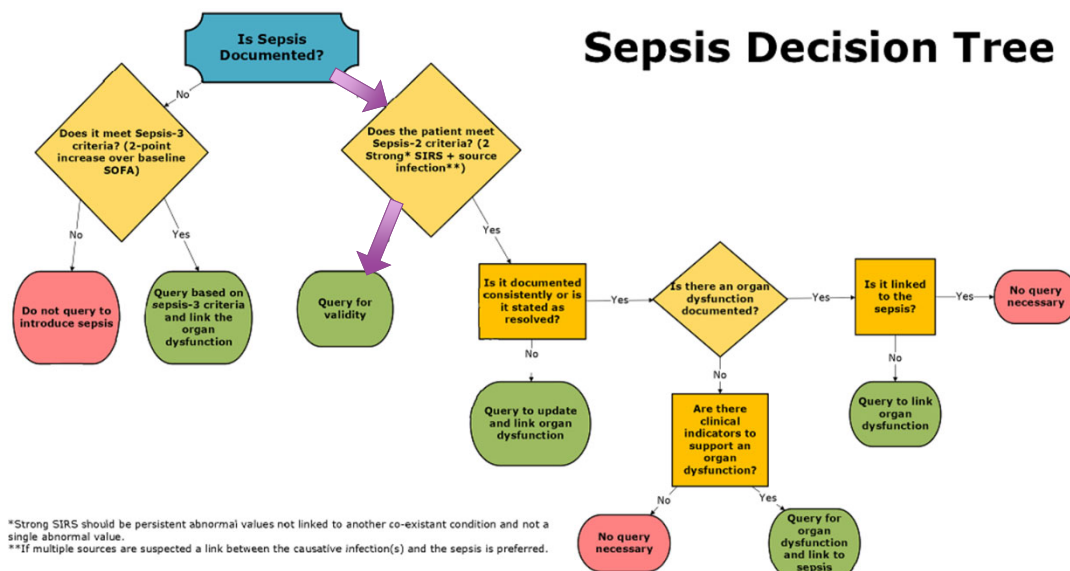 Sepsis Decision Tree
Is Sepsis
Documented?
No
Does it meet Sepsis-3
criteria? (2-point
increase over baseline
SOFA)
Does the patient meet
Sepsis-2 criteria? (2
Strong* SIRS + source
infection**)
No
Yes
Yes
Do not query to
introduce sepsis
Query based on
sepsis-3 criteria
and link the
organ
dysfunction
Query for
validity
Is it documented
consistently or is
it stated as
resolved?
Yes
Is there an organ
dysfunction
documented?
Yes
Is it linked
to the
sepsis?
Yes
No query
necessary
No
No
No
Query to update
and link organ
dysfunction
Are there
clinical
indicators to
support an
organ
dysfunction?
Query to link
organ
dysfunction
No
Yes
No query
necessary
Query for
organ
dysfunction
and link to
sepsis
*Strong SIRS should be persistent abnormal values not linked to another co-existant condition and not a
single abnormal value.
**If multiple sources are suspected a link between the causative infection(s) and the sepsis is preferred.